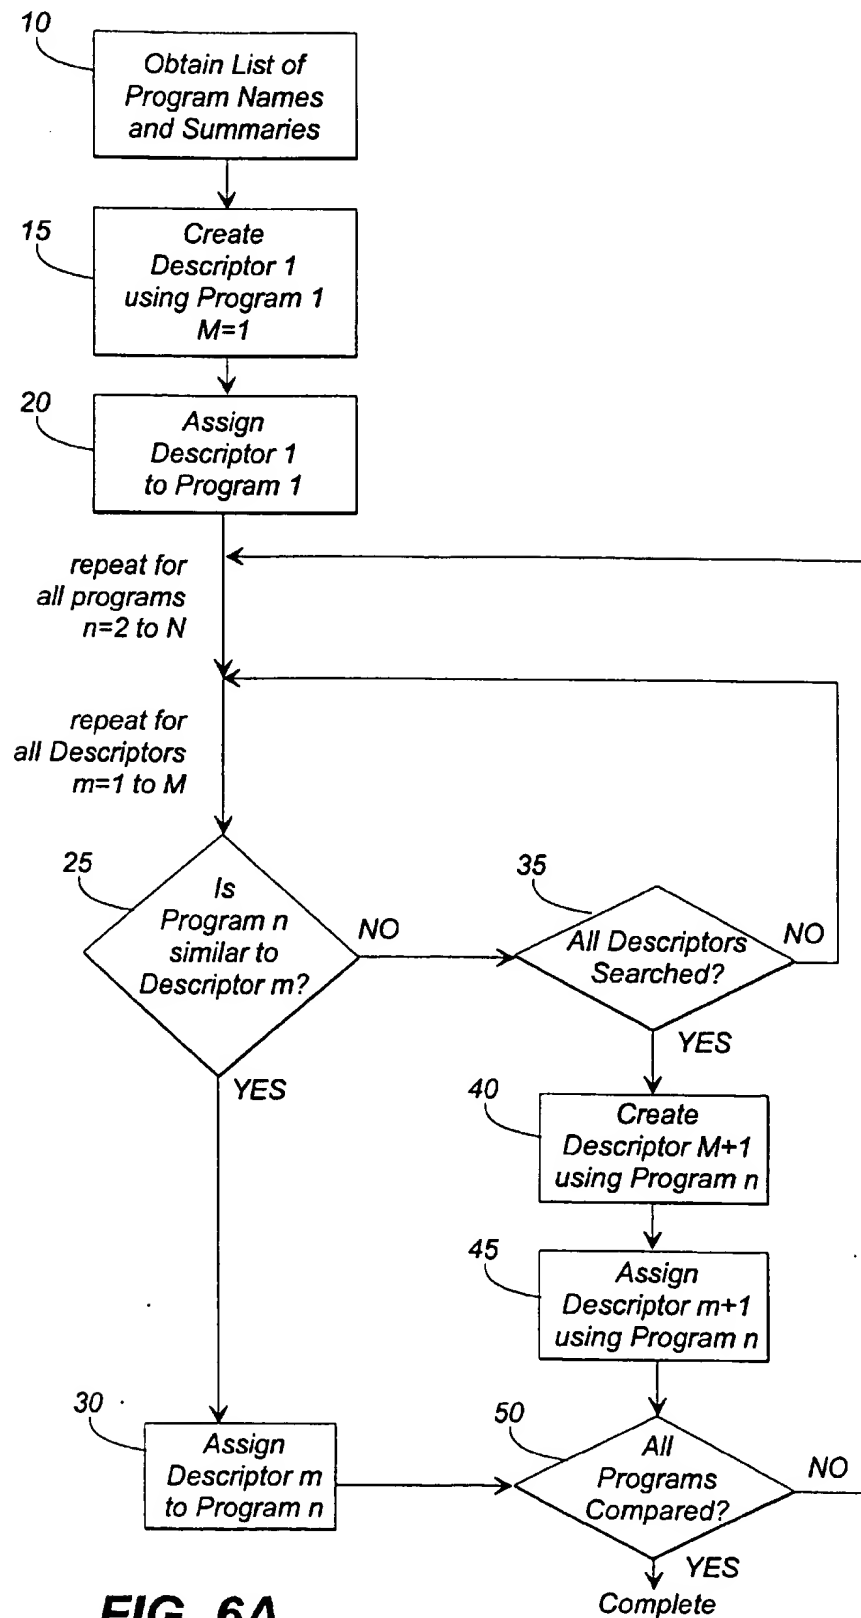 10
Obtain List of
Program Names
and Summaries
15
Create
Descriptor 1
using Program 1
M=1
20
Assign
Descriptor 1
to Program 1
repeat for
all programs
n=2 to N
repeat for
all Descriptors
m=1 to M
25
Is
Program n
similar to
Descriptor m?
NO
YES
35
All Descriptors
Searched?
NO
YES
40
Create
Descriptor M+1
using Program n
45
Assign
Descriptor m+1
using Program n
30
Assign
Descriptor m
to Program n
50
All
Programs
Compared?
NO
YES
Complete
FIG. 6A